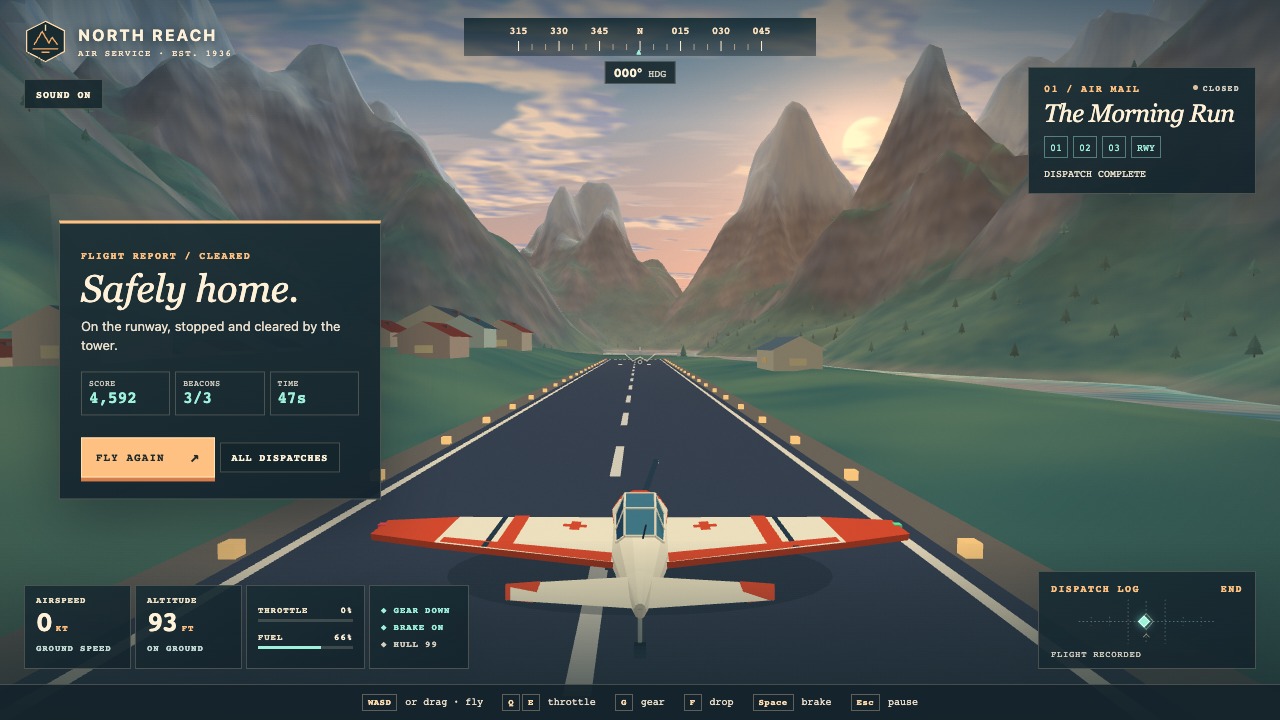 NORTH REACH
AIR SERVICE · EST. 1936
SOUND ON
315 330 345 N 015 030 045
000° HDG
01 / AIR MAIL
CLOSED
The Morning Run
01 02 03 RWY
DISPATCH COMPLETE
FLIGHT REPORT / CLEARED
Safely home.
On the runway, stopped and cleared by the
tower.
SCORE BEACONS TIME
4,592 3/3 47s
FLY AGAIN ↗ ALL DISPATCHES
AIRSPEED
0 KT
GROUND SPEED
ALTITUDE
93 FT
ON GROUND
THROTTLE 0%
FUEL 66%
GEAR DOWN
BRAKE ON
HULL 99
DISPATCH LOG END
FLIGHT RECORDED
WASD or drag · fly Q E throttle G gear F drop Space brake Esc pause